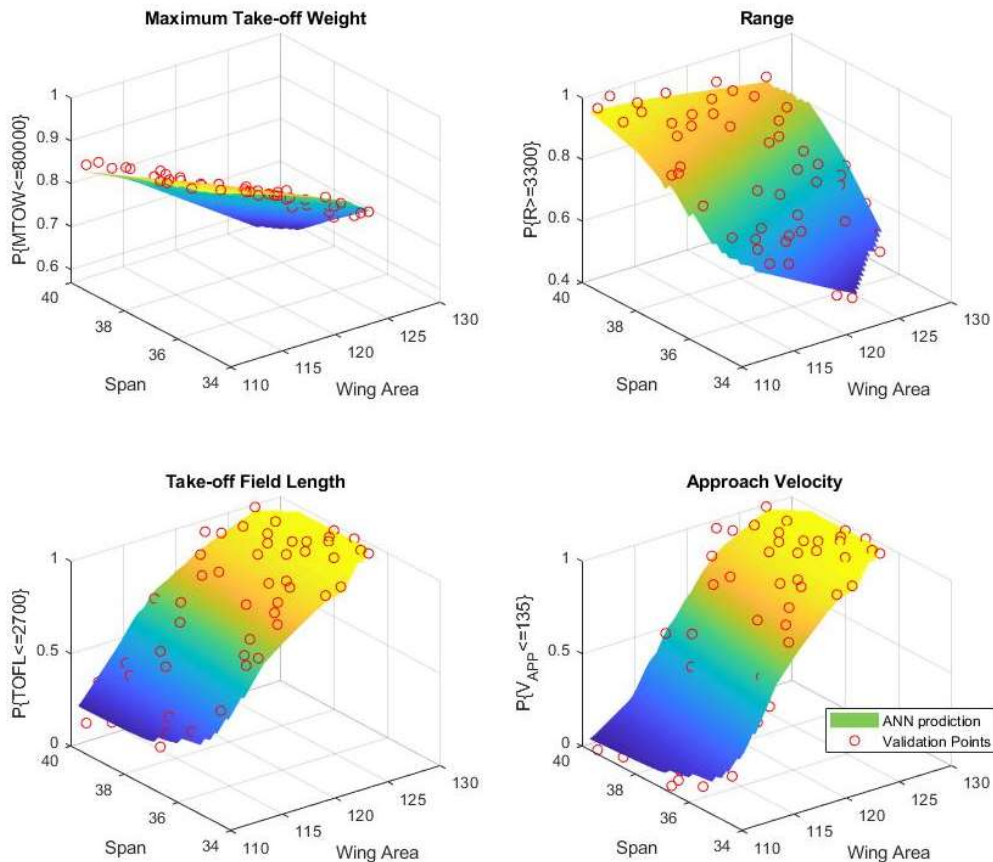 Maximum Take-off Weight
P{MTOW<=80000}
1
0.9
0.8
0.7
0.6
40
38
36
34
Span
110
115
120
125
130
Wing Area
Range
P{R>=3300}
1
0.8
0.6
0.4
40
38
36
34
Span
110
115
120
125
130
Wing Area
Take-off Field Length
P{TOFL<=2700}
1
0.5
0
40
38
36
34
Span
110
115
120
125
130
Wing Area
Approach Velocity
P{V_APP<=135}
1
0.5
0
40
38
36
34
Span
110
115
120
125
130
Wing Area
ANN prodiction
Validation Points